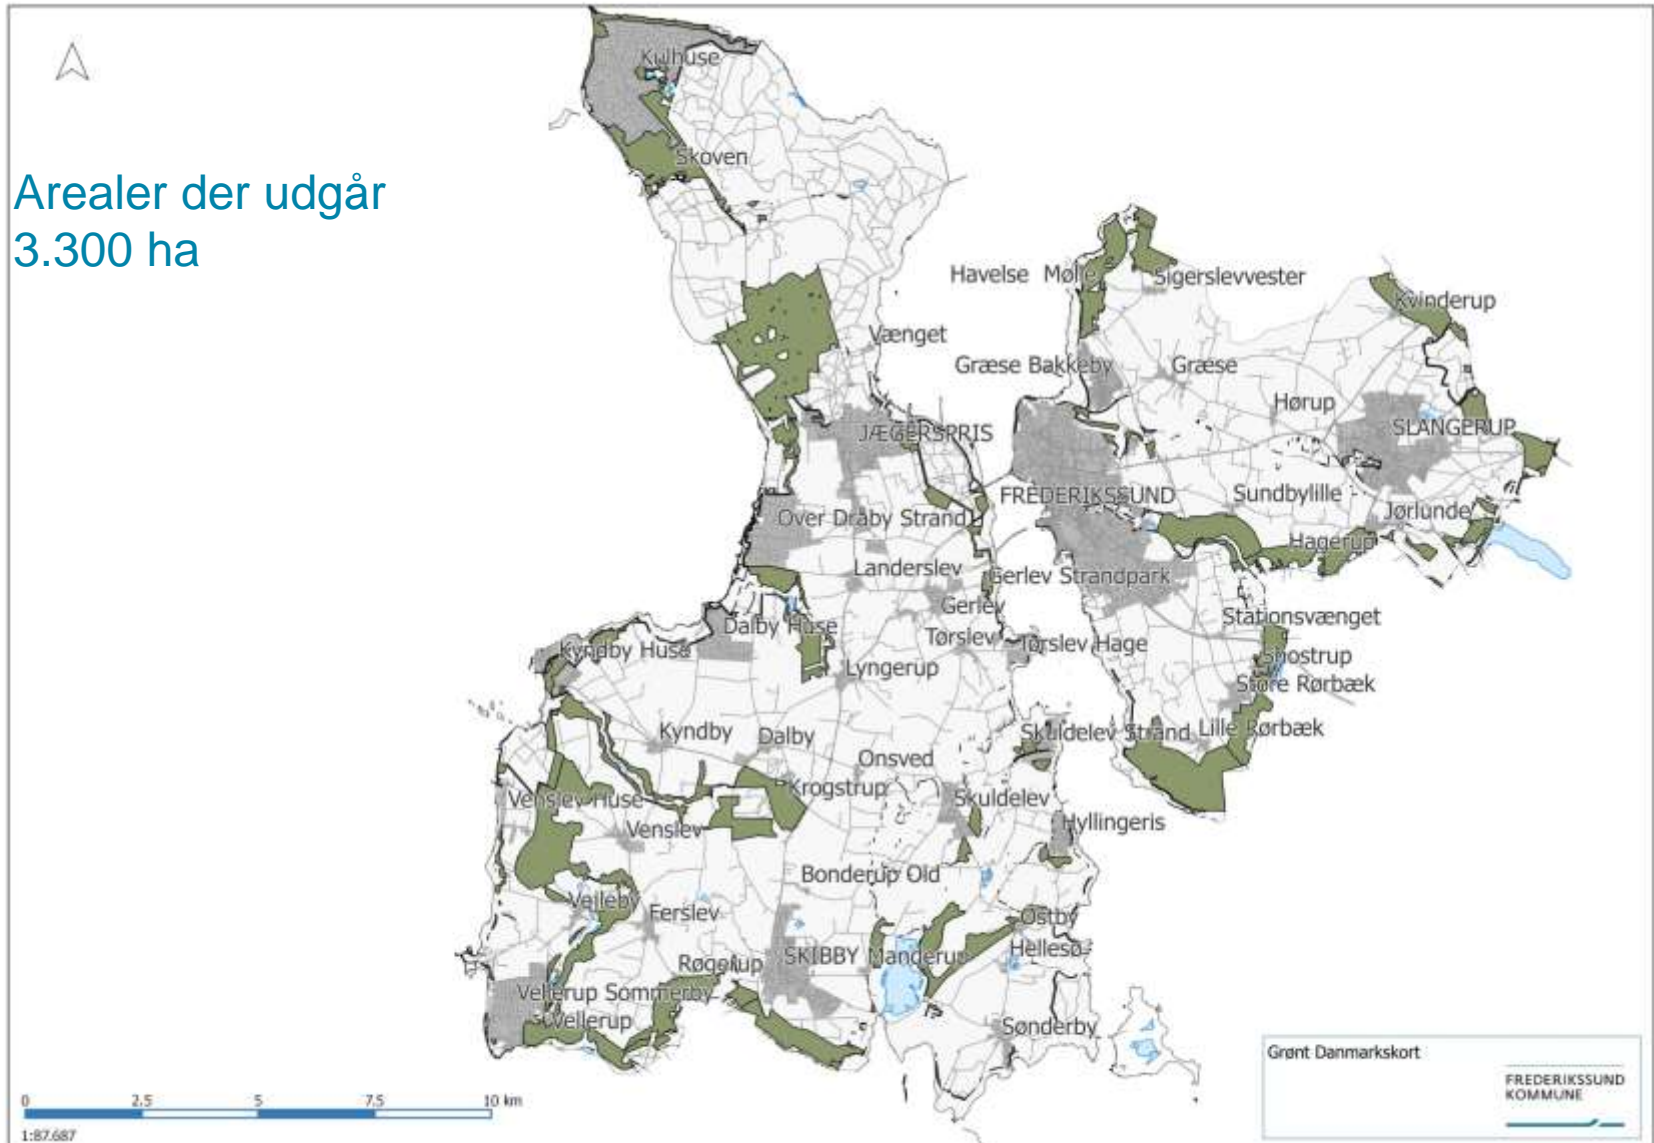 Kulhuse
Skoven
Arealer der udgår
3.300 ha
Havelse Mølle
Sigerslevvester
Kvinderup
Vænget
Græse Bakkeby
Græse
Hørup
JÆGERSPRIS
SLANGERUP
FREDERIKSSUND
Sundbylille
Over Dråby Strand
Jørlunde
Hagerup
Landerslev
Gerlev Strandpark
Gerlev
Stationsvænget
Dalby Huse
Tørslev
Tørslev Hage
Kyndby Huse
Snostrup
Lyngerup
Store Rørbæk
Kyndby
Dalby
Skuldelev Strand
Lille Rørbæk
Onsved
Krogstrup
Venslev Huse
Skuldelev
Venslev
Hyllingeris
Bonderup Old
Vejleby
Ferslev
Østby
Røgerup
SKIBBY
Manderup
Hellesø
Vellerup Sommerby
Vellerup
Sønderby
Grønt Danmarkskort
FREDERIKSSUND
KOMMUNE
0 2.5 5 7.5 10 km
1:87.687